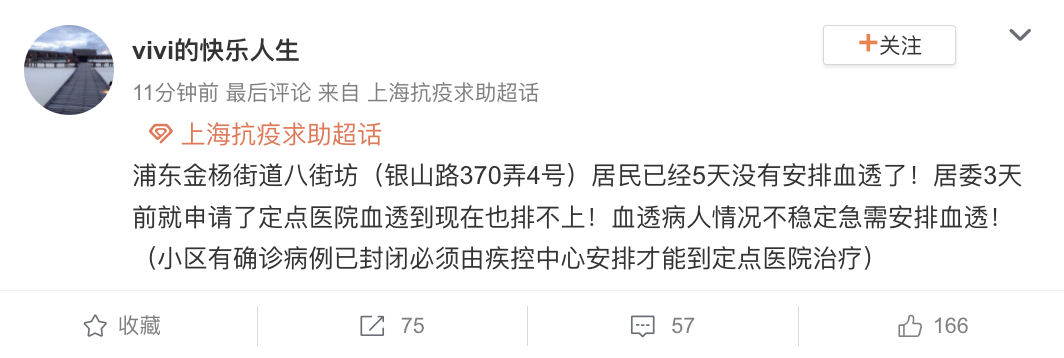 vivi的快乐人生
+关注
11分钟前 最后评论 来自 上海抗疫求助超话
上海抗疫求助超话
浦东金杨街道八街坊（银山路370弄4号）居民已经5天没有安排血透了！居委3天
前就申请了定点医院血透到现在也排不上！血透病人情况不稳定急需安排血透！
（小区有确诊病例已封闭必须由疾控中心安排才能到定点医院治疗）
收藏
75
57
166